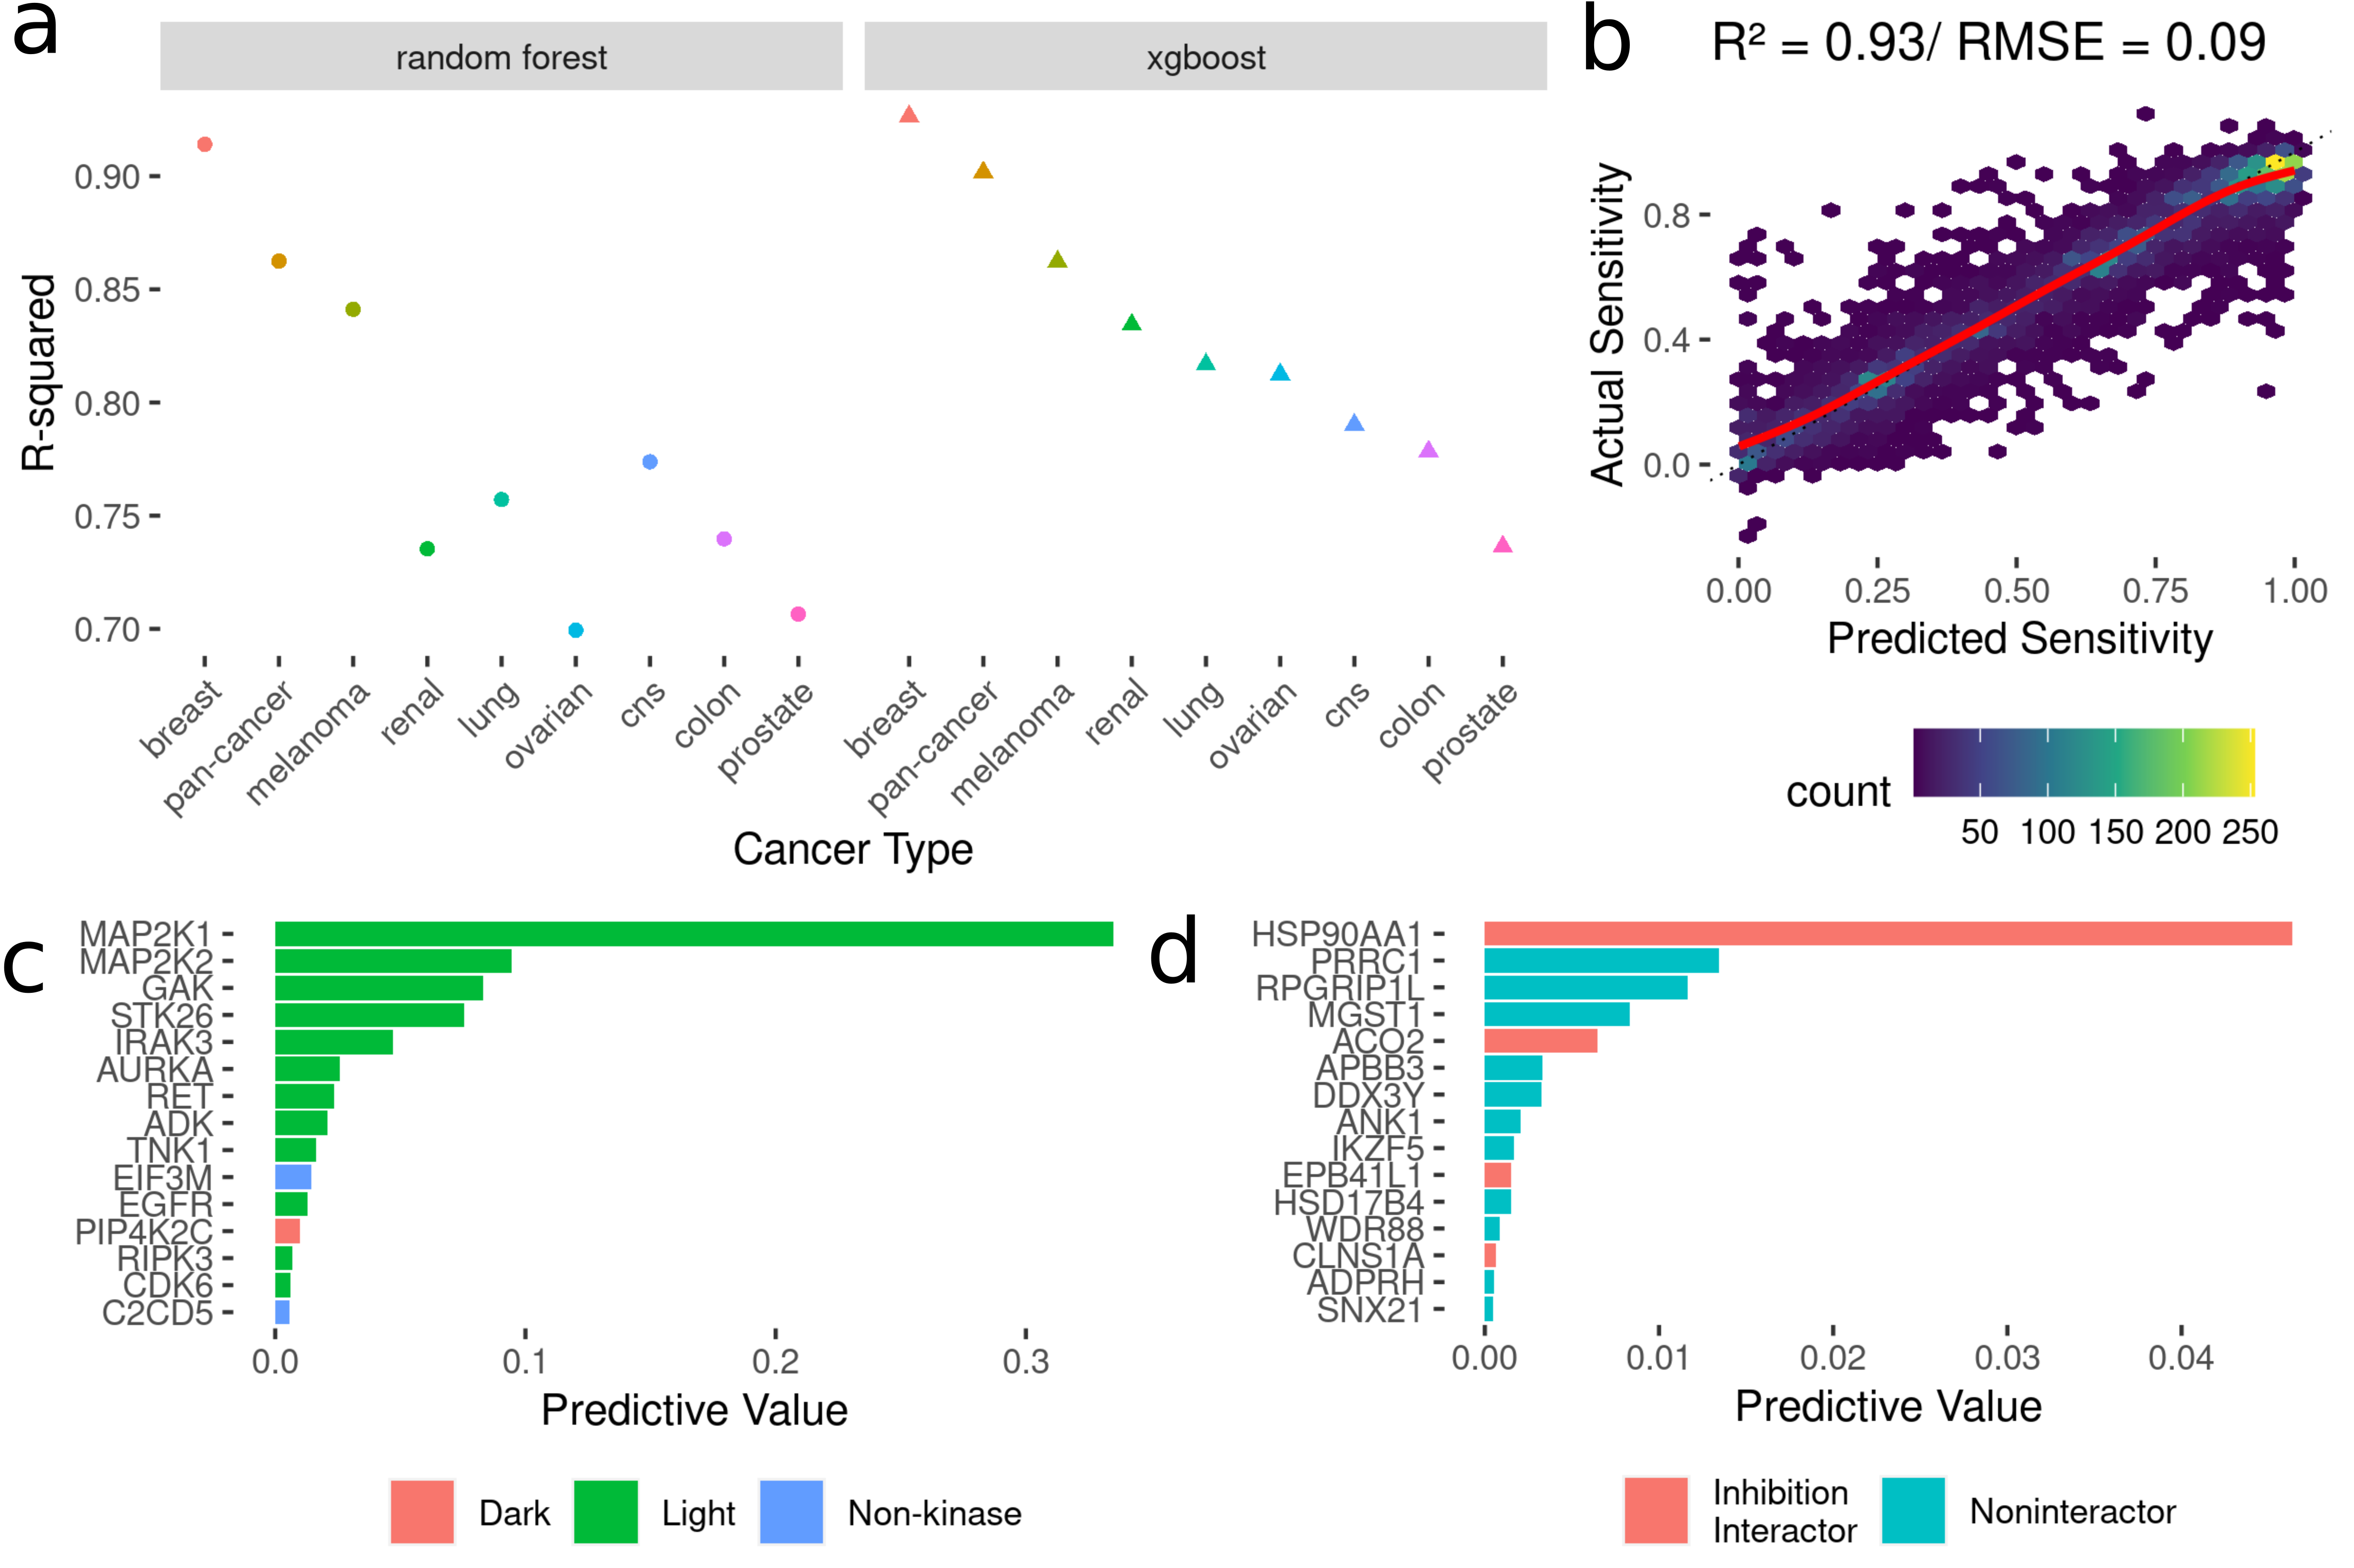 a
random forest
xgboost
R-squared
0.90
0.85
0.80
0.75
0.70
breast
pan-cancer
melanoma
renal
lung
ovarian
cns
colon
prostate
breast
pan-cancer
melanoma
renal
lung
ovarian
cns
colon
prostate
Cancer Type
b
R² = 0.93/ RMSE = 0.09
Actual Sensitivity
0.8
0.4
0.0
0.00 0.25 0.50 0.75 1.00
Predicted Sensitivity
count
50 100 150 200 250
c
MAP2K1
MAP2K2
GAK
STK26
IRAK3
AURKA
RET
ADK
TNK1
EIF3M
EGFR
PIP4K2C
RIPK3
CDK6
C2CD5
0.0 0.1 0.2 0.3
Predictive Value
Dark Light Non-kinase
d
HSP90AA1
PRRC1
RPGRIP1L
MGST1
ACO2
APBB3
DDX3Y
ANK1
IKZF5
EPB41L1
HSD17B4
WDR88
CLNS1A
ADPRH
SNX21
0.00 0.01 0.02 0.03 0.04
Predictive Value
Inhibition
Interactor
Noninteractor